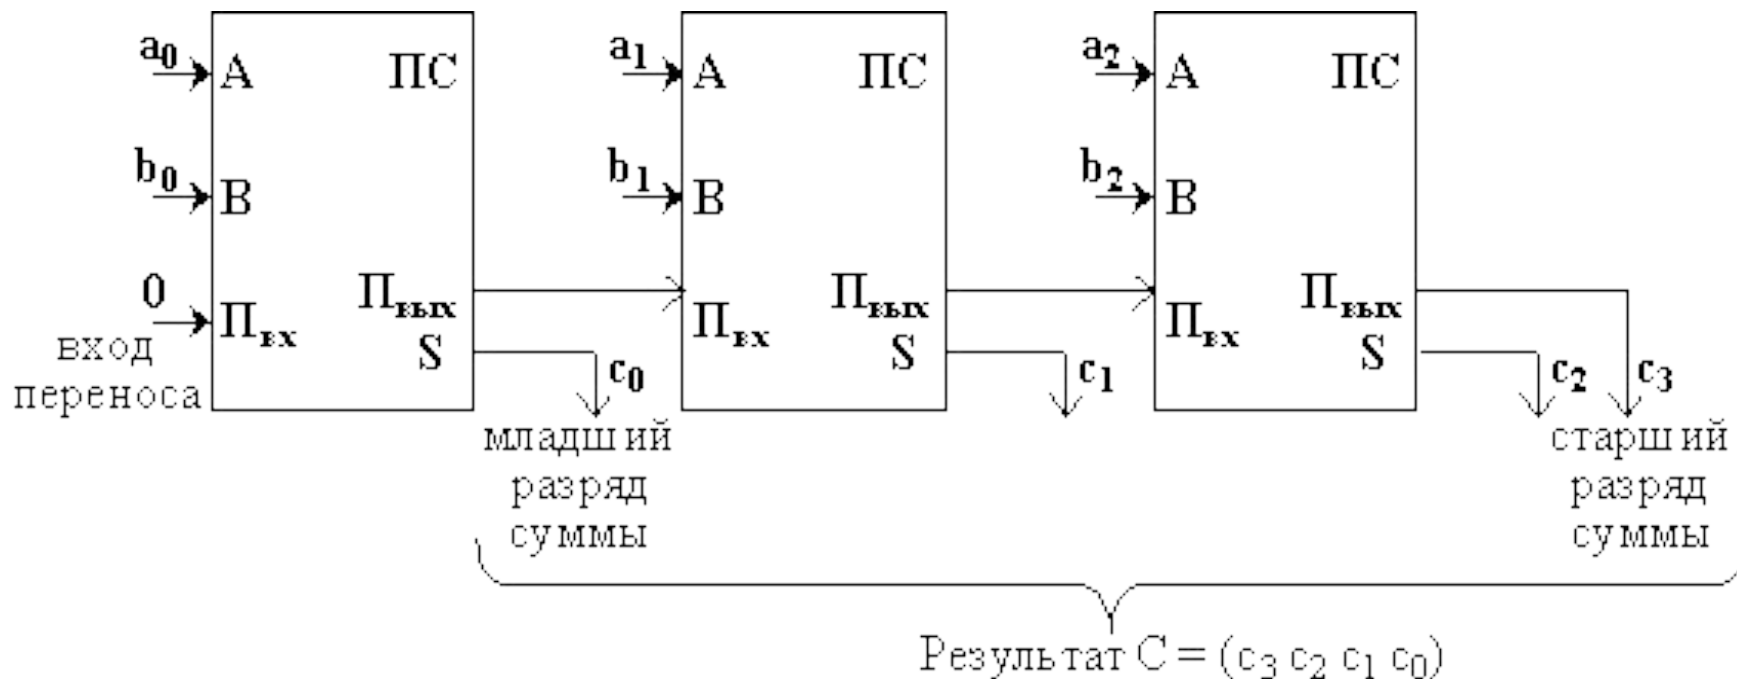 a₀ a₁ a₂
A ПС A ПС A ПС
b₀ b₁ b₂
B B B
0 Пвых Пвых Пвых
Пвх Пвх Пвх
вход S S S
переноса c₀ c₁ c₂ c₃
младший старший
разряд разряд
суммы суммы
Результат C = (c₃ c₂ c₁ c₀)